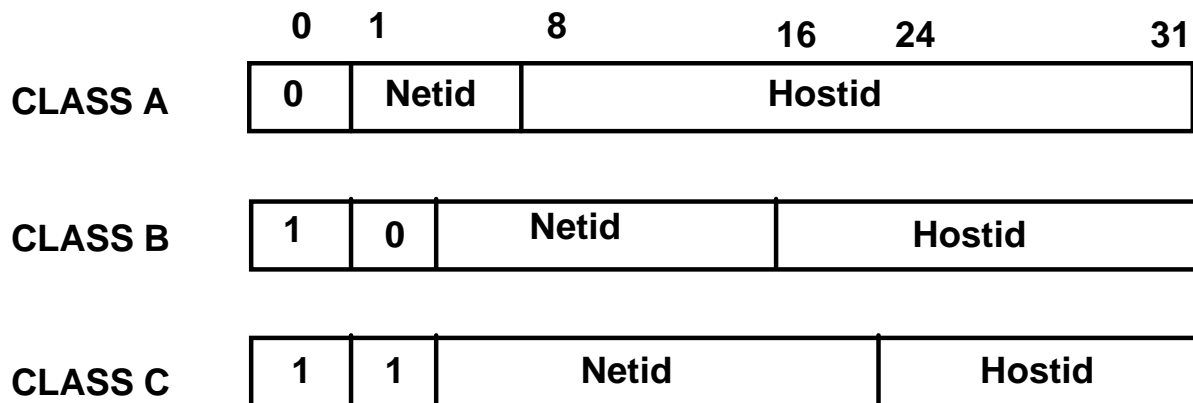 0 1 8 16 24 31
CLASS A 0 Netid Hostid
CLASS B 1 0 Netid Hostid
CLASS C 1 1 Netid Hostid